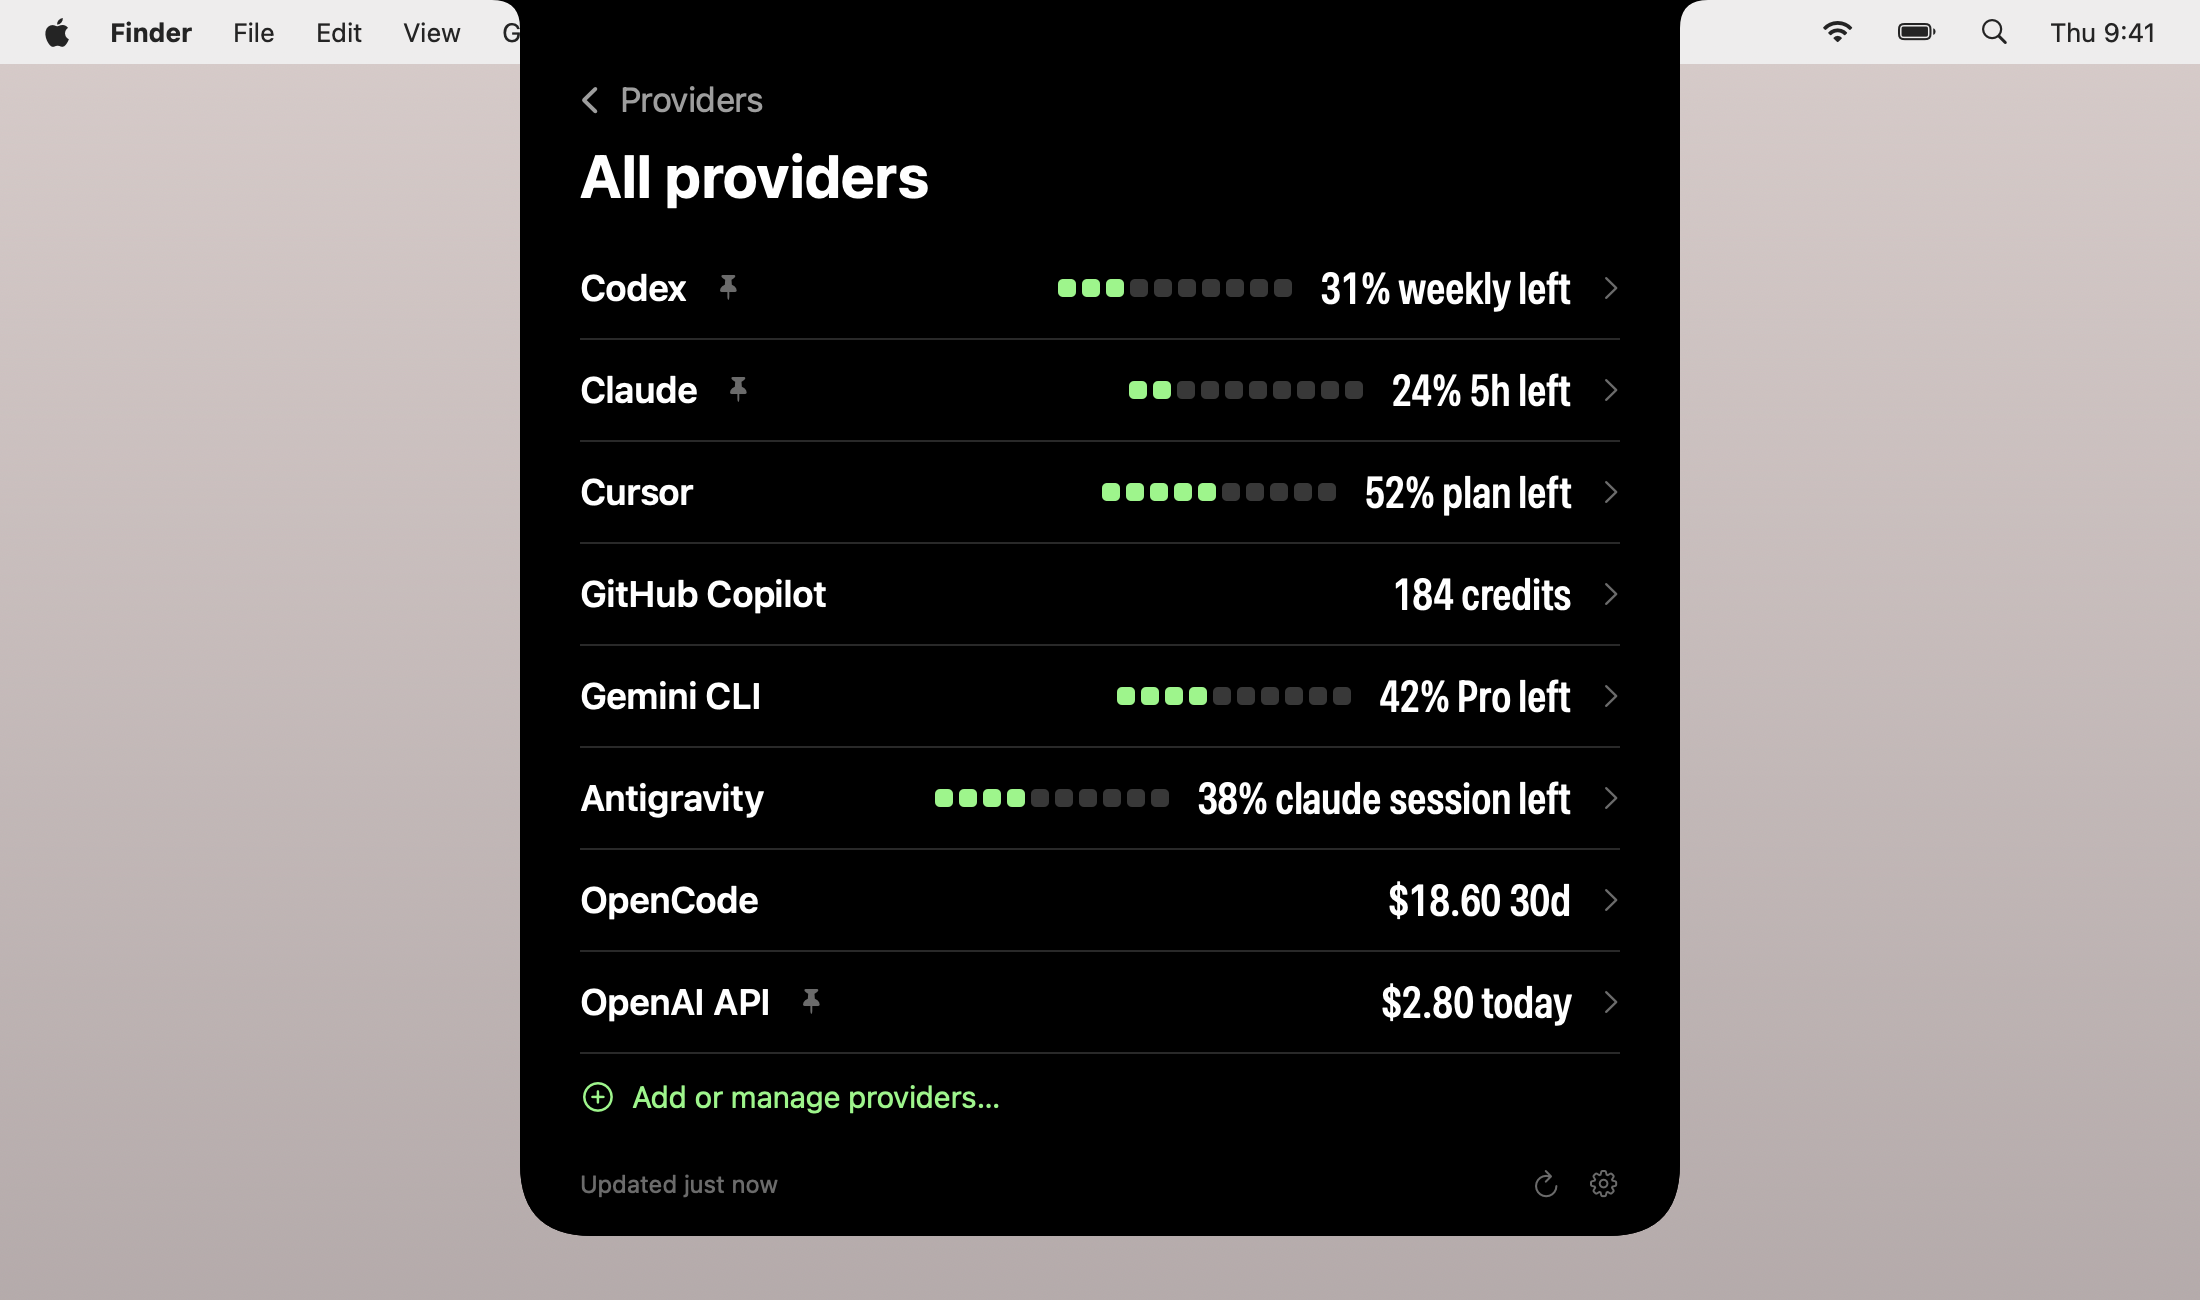 Finder File Edit View G Thu 9:41
Providers
All providers
Codex 31% weekly left
Claude 24% 5h left
Cursor 52% plan left
GitHub Copilot 184 credits
Gemini CLI 42% Pro left
Antigravity 38% claude session left
OpenCode $18.60 30d
OpenAI API $2.80 today
Add or manage providers...
Updated just now